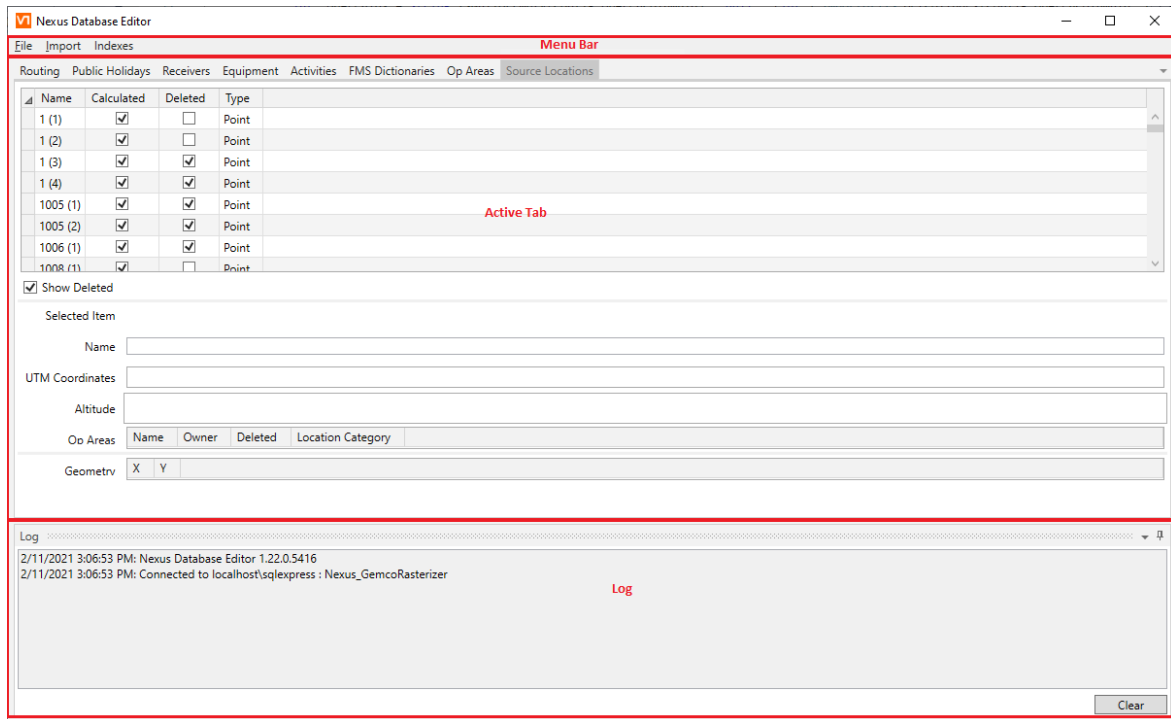 Nexus Database Editor
File Import Indexes Menu Bar
Routing Public Holidays Receivers Equipment Activities FMS Dictionaries Op Areas Source Locations
Name Calculated Deleted Type
1 (1) Point
1 (2) Point
1 (3) Point
1 (4) Point
1005 (1) Point
Active Tab
1005 (2) Point
1006 (1) Point
1008 (1) Point
Show Deleted
Selected Item
Name
UTM Coordinates
Altitude
Op Areas Name Owner Deleted Location Category
Geometry X Y
Log
2/11/2021 3:06:53 PM: Nexus Database Editor 1.22.0.5416
2/11/2021 3:06:53 PM: Connected to localhost\sqlexpress : Nexus_GemcoRasterizer
Log
Clear